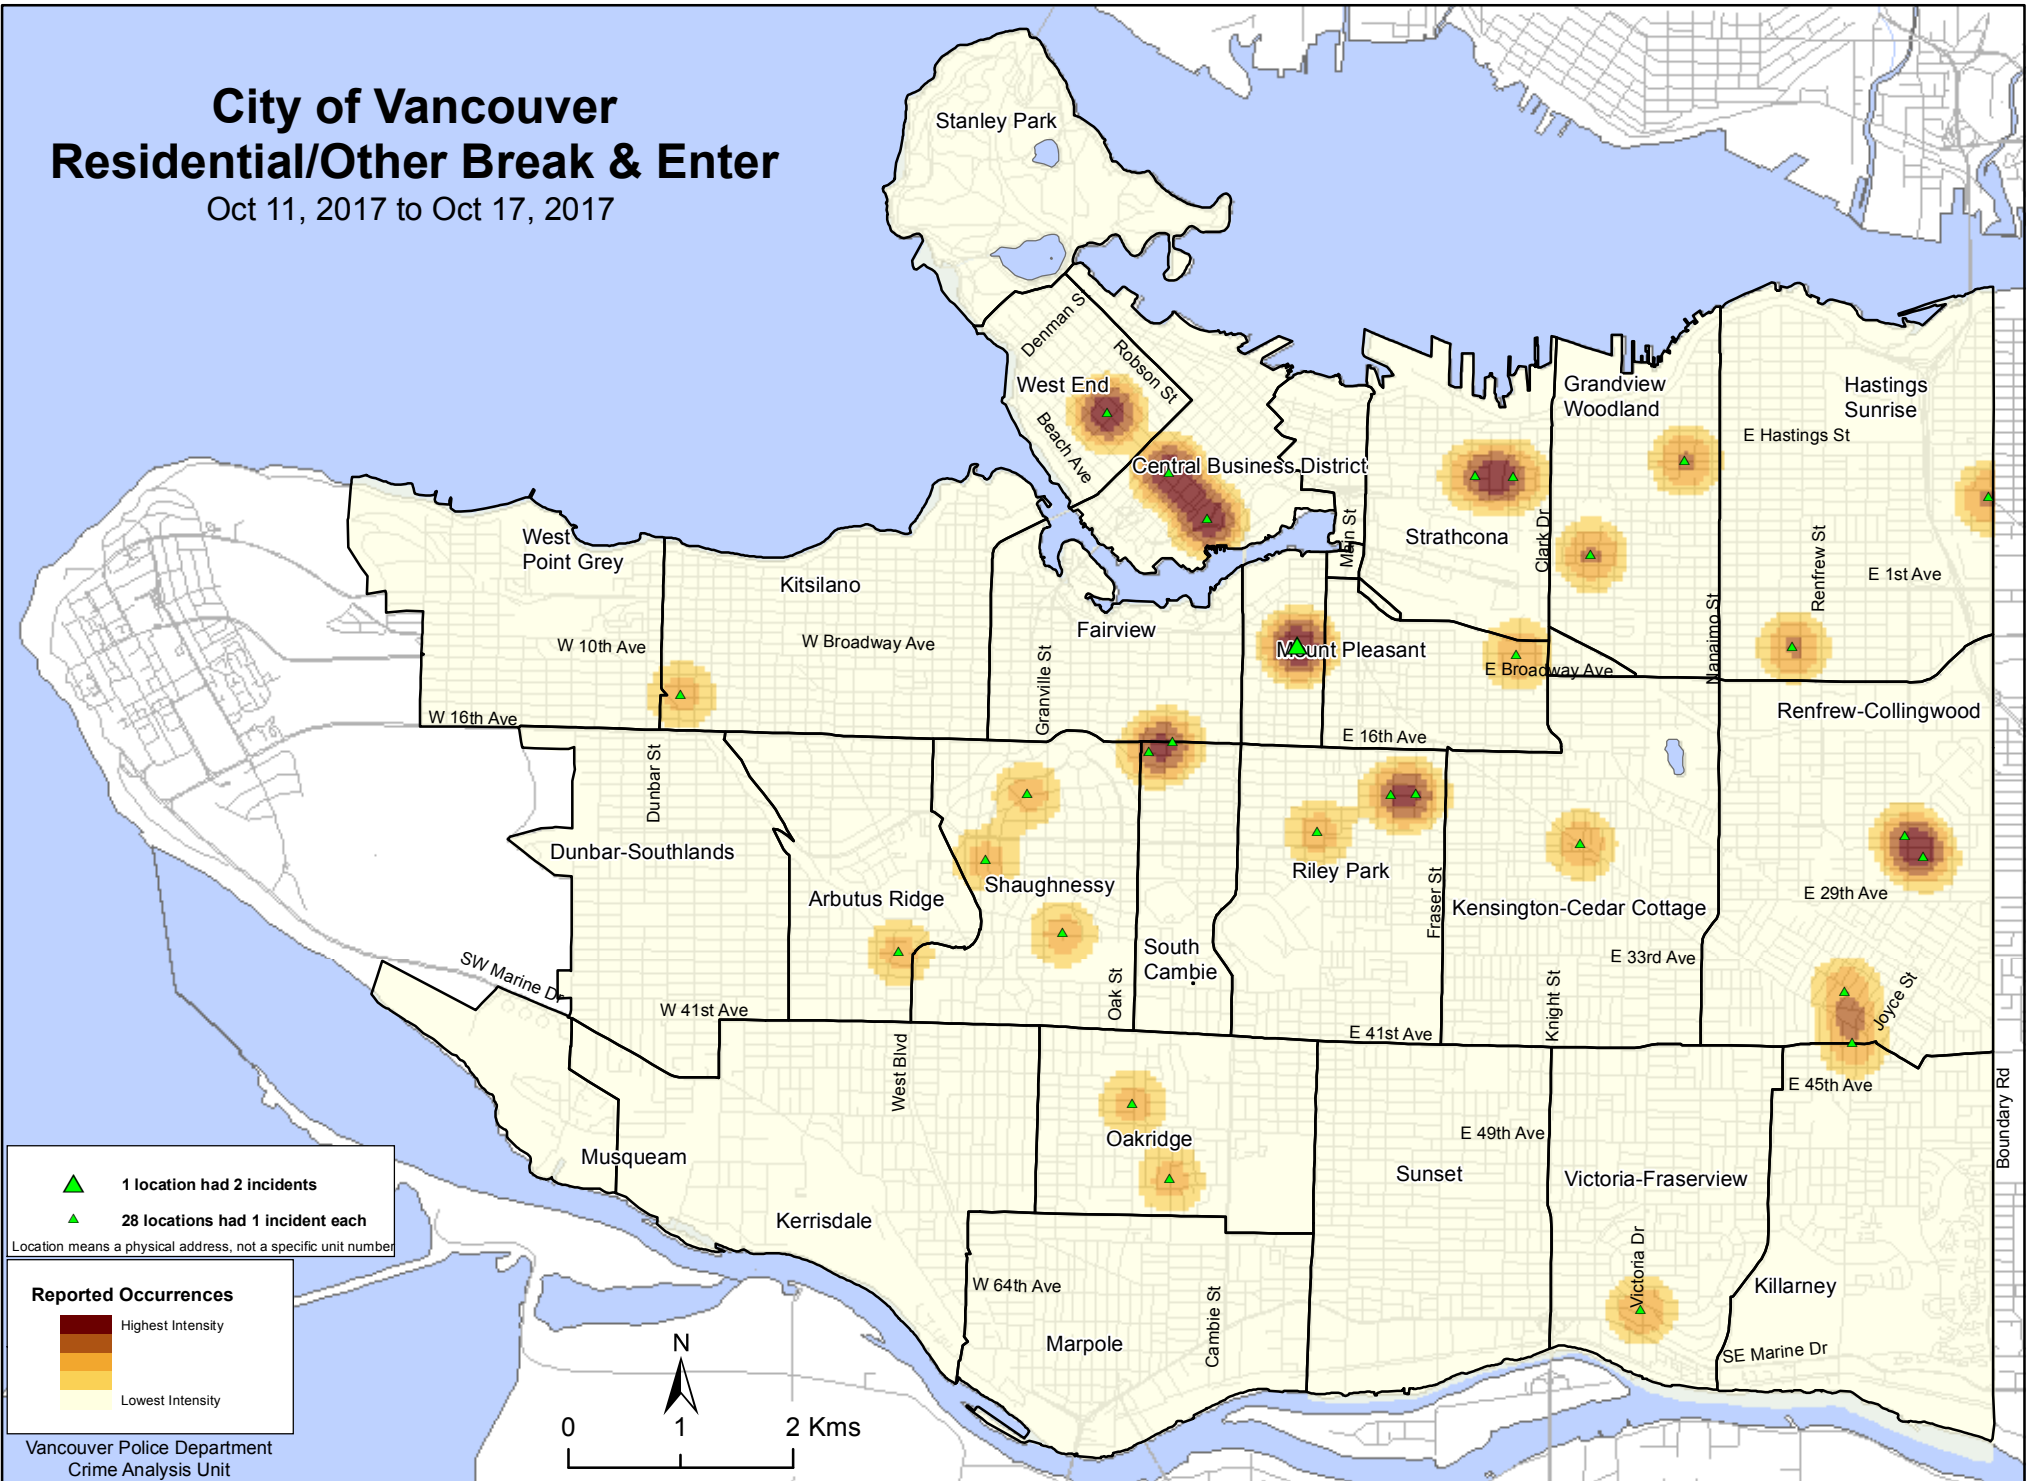 City of Vancouver
Residential/Other Break & Enter
Oct 11, 2017 to Oct 17, 2017
Stanley Park
Denman S
Robson St
West End
Beach Ave
Central Business District
Grandview
Woodland
Hastings
Sunrise
E Hastings St
Main St
Strathcona
Clark Dr
Renfrew St
E 1st Ave
Nanaimo St
West
Point Grey
Kitsilano
W 10th Ave
W Broadway Ave
Fairview
Granville St
Mount Pleasant
E Broadway Ave
W 16th Ave
E 16th Ave
Renfrew-Collingwood
Dunbar St
Dunbar-Southlands
Arbutus Ridge
Shaughnessy
Riley Park
Fraser St
Kensington-Cedar Cottage
E 29th Ave
South
Cambie
E 33rd Ave
SW Marine Dr
W 41st Ave
Oak St
Knight St
Joyce St
E 41st Ave
West Blvd
E 45th Ave
Boundary Rd
Oakridge
E 49th Ave
Musqueam
Sunset
Victoria-Fraserview
Kerrisdale
Victoria Dr
W 64th Ave
Cambie St
Killarney
Marpole
SE Marine Dr
1 location had 2 incidents
28 locations had 1 incident each
Location means a physical address, not a specific unit number
Reported Occurrences
Highest Intensity
Lowest Intensity
N
0 1 2 Kms
Vancouver Police Department
Crime Analysis Unit